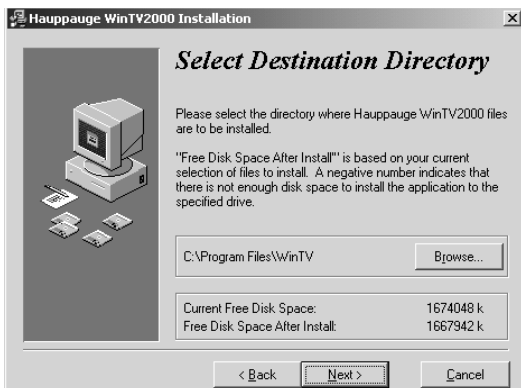 Hauppauge WinTV2000 Installation
Select Destination Directory
Please select the directory where Hauppauge WinTV2000 files
are to be installed.
"Free Disk Space After Install"' is based on your current
selection of files to install. A negative number indicates that
there is not enough disk space to install the application to the
specified drive.
C:\Program Files\WinTV
Browse...
Current Free Disk Space: 1674048 k
Free Disk Space After Install: 1667942 k
< Back
Next >
Cancel